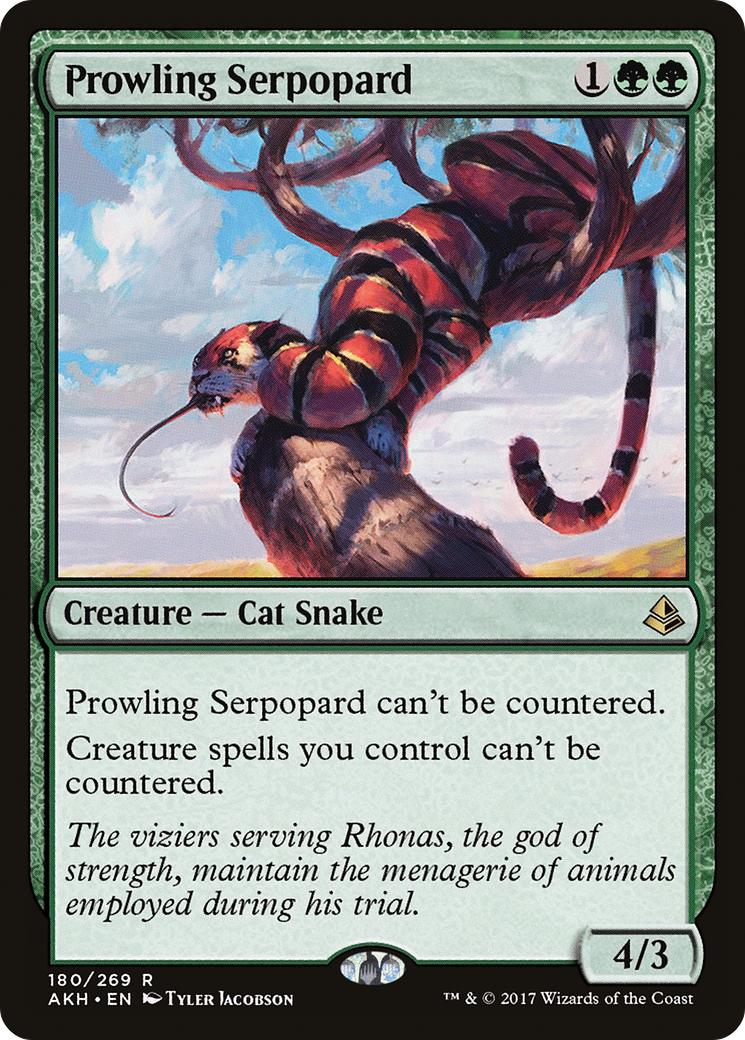 Prowling Serpopard 1
Creature — Cat Snake
Prowling Serpopard can't be countered.
Creature spells you control can't be
countered.
The viziers serving Rhonas, the god of
strength, maintain the menagerie of animals
employed during his trial.
4/3
180/269 R
AKH • EN Tyler Jacobson ™ & © 2017 Wizards of the Coast